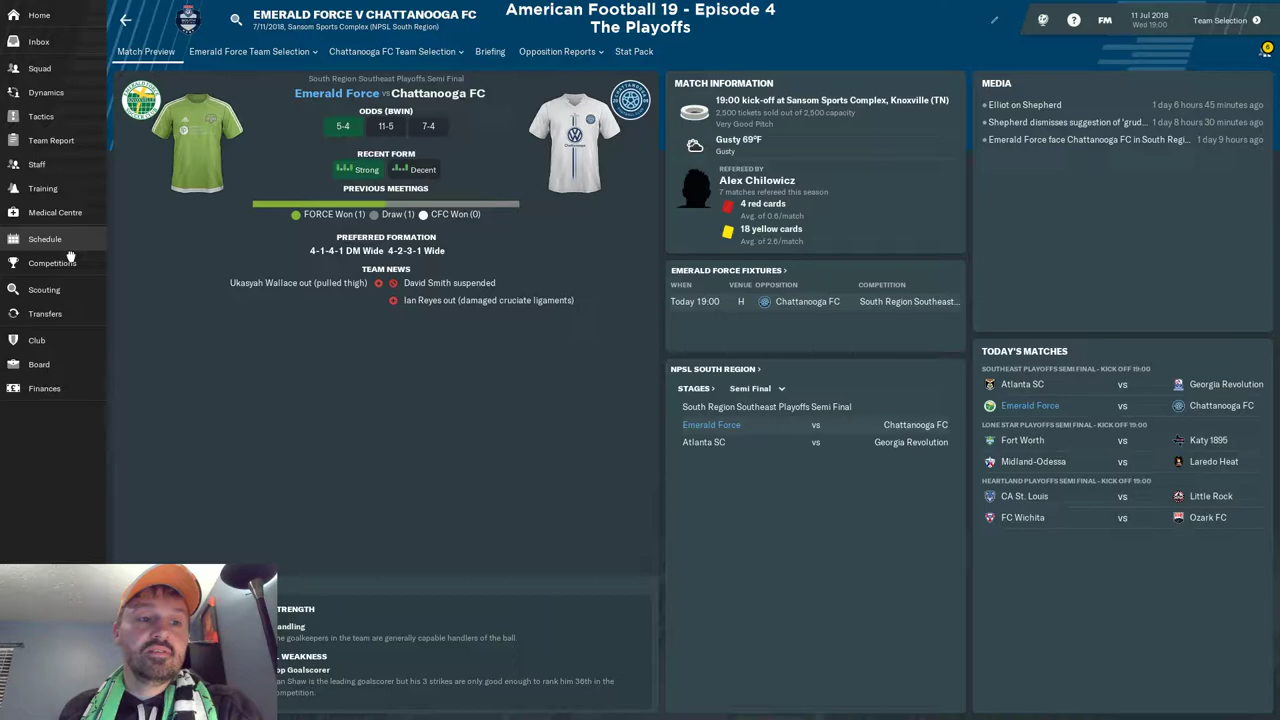 EMERALD FORCE V CHATTANOOGA FC
7/11/2018, Sansom Sports Complex (NPSL South Region)
American Football 19 - Episode 4
The Playoffs
FM
11 Jul 2018
Wed 19:00
Team Selection
Home
Inbox
Squad
Dynamics
Tactics
Team Report
Staff
Training
Medical Centre
Schedule
Competitions
Scouting
Transfers
Club
Board
Finances
Match Preview
Emerald Force Team Selection
Chattanooga FC Team Selection
Briefing
Opposition Reports
Stat Pack
6
South Region Southeast Playoffs Semi Final
Emerald Force vs Chattanooga FC
ODDS (BWIN)
5-4 11-5 7-4
RECENT FORM
Strong Decent
PREVIOUS MEETINGS
FORCE Won (1) Draw (1) CFC Won (0)
PREFERRED FORMATION
4-1-4-1 DM Wide 4-2-3-1 Wide
TEAM NEWS
Ukasyah Wallace out (pulled thigh) David Smith suspended
Ian Reyes out (damaged cruciate ligaments)
TRENGTH
andling
he goalkeepers in the team are generally capable handlers of the ball
L WEAKNESS
op Goalscorer
an Shaw is the leading goalscorer but his 3 strikes are only good enough to rank him 36th in the
ompetition.
MATCH INFORMATION
19:00 kick-off at Sansom Sports Complex, Knoxville (TN)
2,500 tickets sold out of 2,500 capacity
Very Good Pitch
Gusty 69°F
Gusty
REFEREED BY
Alex Chilowicz
7 matches refereed this season
4 red cards
Avg. of 0.6/match
18 yellow cards
Avg. of 2.6/match
EMERALD FORCE FIXTURES >
WHEN VENUE OPPOSITION COMPETITION
Today 19:00 H Chattanooga FC South Region Southeast...
NPSL SOUTH REGION >
STAGES > Semi Final
South Region Southeast Playoffs Semi Final
Emerald Force vs Chattanooga FC
Atlanta SC vs Georgia Revolution
MEDIA
Elliot on Shepherd 1 day 6 hours 45 minutes ago
Shepherd dismisses suggestion of 'grud... 1 day 8 hours 30 minutes ago
Emerald Force face Chattanooga FC in South Regi... 1 day 9 hours ago
TODAY'S MATCHES
SOUTHEAST PLAYOFFS SEMI FINAL - KICK OFF 19:00
Atlanta SC vs Georgia Revolution
Emerald Force vs Chattanooga FC
LONE STAR PLAYOFFS SEMI FINAL - KICK OFF 19:00
Fort Worth vs Katy 1895
Midland-Odessa vs Laredo Heat
HEARTLAND PLAYOFFS SEMI FINAL - KICK OFF 19:00
CA St. Louis vs Little Rock
FC Wichita vs Ozark FC